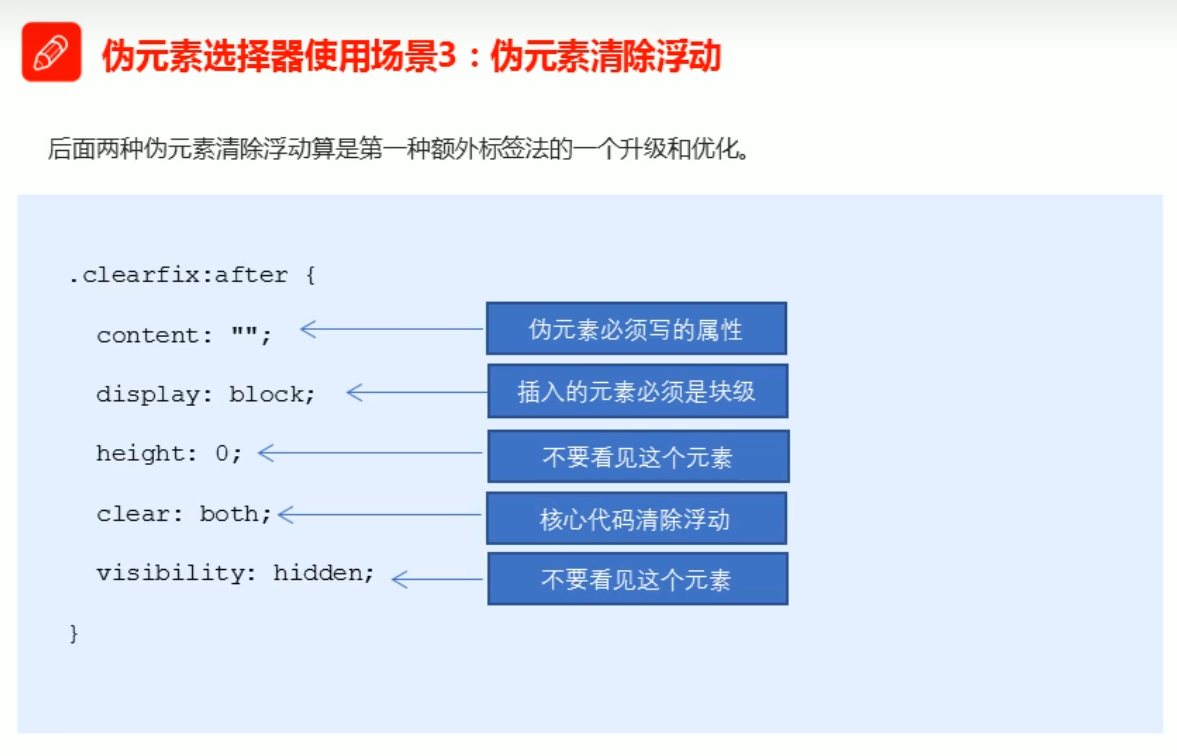 伪元素选择器使用场景3：伪元素清除浮动
后面两种伪元素清除浮动算是第一种额外标签法的一个升级和优化。
.clearfix:after {
content: "";
伪元素必须写的属性
display: block;
插入的元素必须是块级
height: 0;
不要看见这个元素
clear: both;
核心代码清除浮动
visibility: hidden;
不要看见这个元素
}